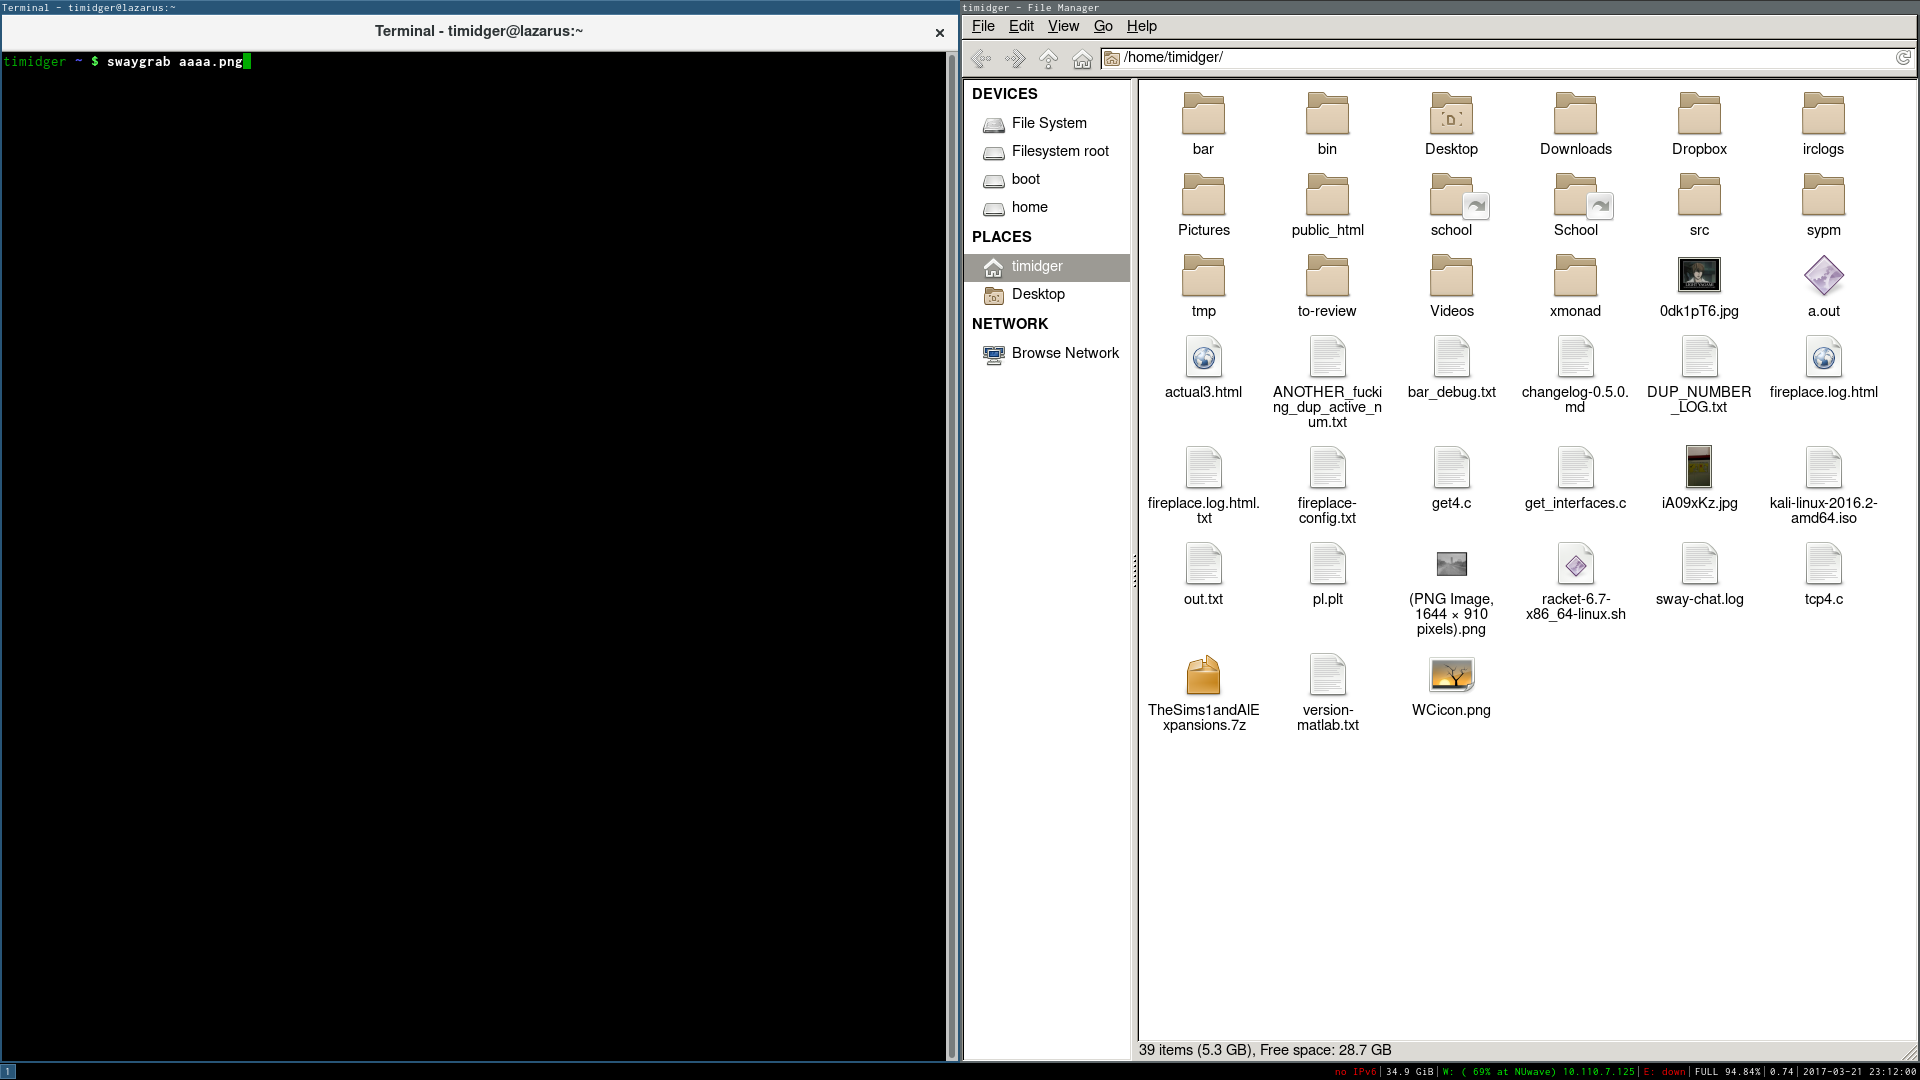 Terminal - timidger@lazarus:~
Terminal - timidger@lazarus:~
×
timidger ~ $ swaygrab aaaa.png
timidger - File Manager
File Edit View Go Help
/home/timidger/
DEVICES
File System
Filesystem root
boot
home
PLACES
timidger
Desktop
NETWORK
Browse Network
bar bin Desktop Downloads Dropbox irclogs
Pictures public_html school School src sypm
tmp to-review Videos xmonad 0dk1pT6.jpg a.out
actual3.html ANOTHER_fucki bar_debug.txt changelog-0.5.0. DUP_NUMBER fireplace.log.html
ng_dup_active_n md _LOG.txt
um.txt
fireplace.log.html. fireplace- get4.c get_interfaces.c iA09xKz.jpg kali-linux-2016.2-
txt config.txt amd64.iso
out.txt pl.plt (PNG Image, racket-6.7- sway-chat.log tcp4.c
1644 × 910 x86_64-linux.sh
pixels).png
TheSims1andAlE version- WCicon.png
xpansions.7z matlab.txt
39 items (5.3 GB), Free space: 28.7 GB
1
no IPv6| 34.9 GiB| W: ( 69% at NUwave) 10.110.7.125| E: down| FULL 94.84%| 0.74 | 2017-03-21 23:12:00